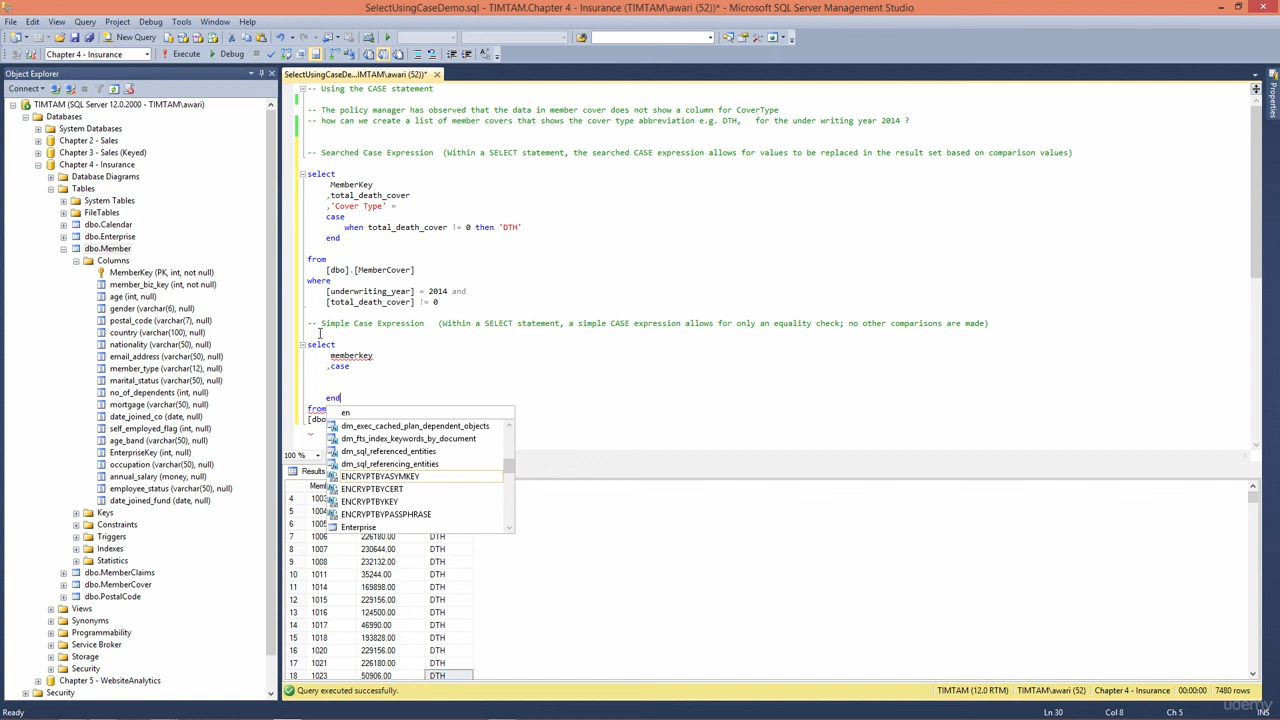 SelectUsingCaseDemo.sql - TIMTAM.Chapter 4 - Insurance (TIMTAM\awari (52))* - Microsoft SQL Server Management Studio
File Edit View Query Project Debug Tools Window Help
New Query
Chapter 4 - Insurance Execute Debug
Object Explorer
SelectUsingCaseDe...IMTAM\awari (52))*
Connect
TIMTAM (SQL Server 12.0.2000 - TIMTAM\awari)
Databases
System Databases
Chapter 2 - Sales
Chapter 3 - Sales (Keyed)
Chapter 4 - Insurance
Database Diagrams
Tables
System Tables
FileTables
dbo.Calendar
dbo.Enterprise
dbo.Member
Columns
MemberKey (PK, int, not null)
member_biz_key (int, not null)
age (int, null)
gender (varchar(6), null)
postal_code (varchar(7), null)
country (varchar(100), null)
nationality (varchar(50), null)
email_address (varchar(50), null)
member_type (varchar(12), null)
marital_status (varchar(50), null)
no_of_dependents (int, null)
mortgage (varchar(50), null)
date_joined_co (date, null)
self_employed_flag (int, null)
age_band (varchar(50), null)
EnterpriseKey (int, null)
occupation (varchar(50), null)
annual_salary (money, null)
employee_status (varchar(50), null)
date_joined_fund (date, null)
Keys
Constraints
Triggers
Indexes
Statistics
dbo.MemberClaims
dbo.MemberCover
dbo.PostalCode
Views
Synonyms
Programmability
Service Broker
Storage
Security
Chapter 5 - WebsiteAnalytics
Security
-- Using the CASE statement
-- The policy manager has observed that the data in member cover does not show a column for CoverType
-- how can we create a list of member covers that shows the cover type abbreviation e.g. DTH, for the under writing year 2014 ?
-- Searched Case Expression (Within a SELECT statement, the searched CASE expression allows for values to be replaced in the result set based on comparison values)
select
MemberKey
,total_death_cover
,'Cover Type' =
case
when total_death_cover != 0 then 'DTH'
end
from
[dbo].[MemberCover]
where
[underwriting_year] = 2014 and
[total_death_cover] != 0
-- Simple Case Expression (Within a SELECT statement, a simple CASE expression allows for only an equality check; no other comparisons are made)
select
memberkey
,case
end
from
[dbo
en
dm_exec_cached_plan_dependent_objects
dm_fts_index_keywords_by_document
dm_sql_referenced_entities
dm_sql_referencing_entities
ENCRYPTBYASYMKEY
ENCRYPTBYCERT
ENCRYPTBYKEY
ENCRYPTBYPASSPHRASE
Enterprise
100 %
Results
Mem
4 1003
5 1004
6 1005
7 1006 226180.00 DTH
8 1007 230644.00 DTH
9 1008 232132.00 DTH
10 1011 35244.00 DTH
11 1014 169898.00 DTH
12 1015 229156.00 DTH
13 1016 124500.00 DTH
14 1017 46990.00 DTH
15 1018 193828.00 DTH
16 1020 229156.00 DTH
17 1021 226180.00 DTH
18 1023 50906.00 DTH
Query executed successfully.
TIMTAM (12.0 RTM) TIMTAM\awari (52) Chapter 4 - Insurance 00:00:00 7480 rows
Ready
Ln 30 Col 8 Ch 5 INS
Properties
udemy